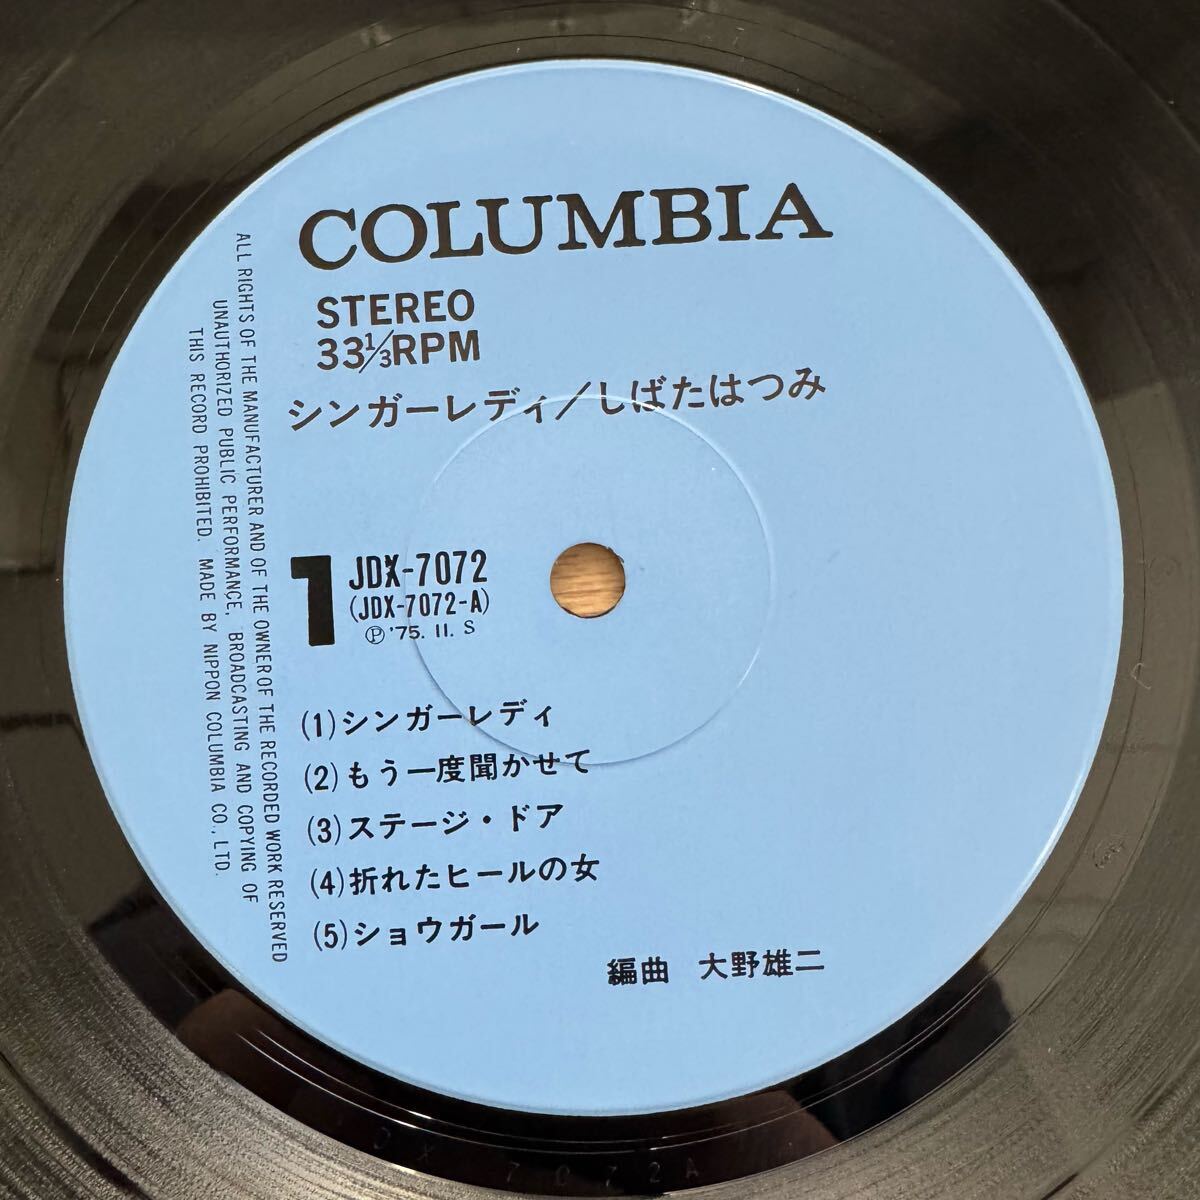 COLUMBIA
STEREO
33⅓RPM
シンガーレディ/しばたはつみ
1
JDX-7072
(JDX-7072-A)
Ⓟ'75. 11. S
(1)シンガーレディ
(2)もう一度聞かせて
(3)ステージ・ドア
(4)折れたヒールの女
(5)ショウガール
編曲 大野雄二
ALL RIGHTS OF THE MANUFACTURER AND OF THE OWNER OF THE RECORDED WORK RESERVED
UNAUTHORIZED PUBLIC PERFORMANCE, BROADCASTING AND COPYING OF
THIS RECORD PROHIBITED. MADE BY NIPPON COLUMBIA CO., LTD.
JDX 7072A